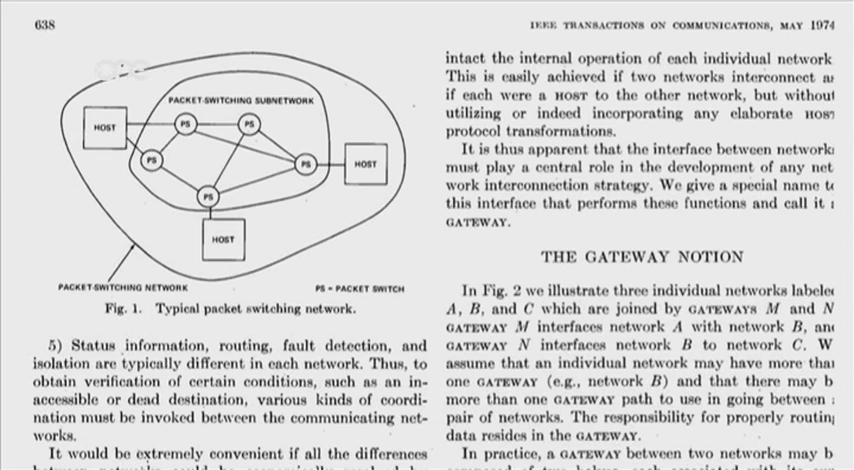 638
IEEE TRANSACTIONS ON COMMUNICATIONS, MAY 1974
PACKET-SWITCHING SUBNETWORK
HOST
PS
PS
PS
PS
HOST
PS
HOST
PACKET-SWITCHING NETWORK
PS = PACKET SWITCH
Fig. 1. Typical packet switching network.
5) Status information, routing, fault detection, and
isolation are typically different in each network. Thus, to
obtain verification of certain conditions, such as an in-
accessible or dead destination, various kinds of coordi-
nation must be invoked between the communicating net-
works.
It would be extremely convenient if all the differences
intact the internal operation of each individual network
This is easily achieved if two networks interconnect
if each were a HOST to the other network, but without
utilizing or indeed incorporating any elaborate HOST
protocol transformations.
It is thus apparent that the interface between network
must play a central role in the development of any net
work interconnection strategy. We give a special name
this interface that performs these functions and call it
GATEWAY.
THE GATEWAY NOTION
In Fig. 2 we illustrate three individual networks labele
A, B, and C which are joined by GATEWAYS M and N
GATEWAY M interfaces network A with network B,
GATEWAY N interfaces network B to network C. W
assume that an individual network may have more
one GATEWAY (e.g., network B) and that there may b
more than one GATEWAY path to use in going between
pair of networks. The responsibility for properly routin
data resides in the GATEWAY.
In practice, a GATEWAY between two networks may b